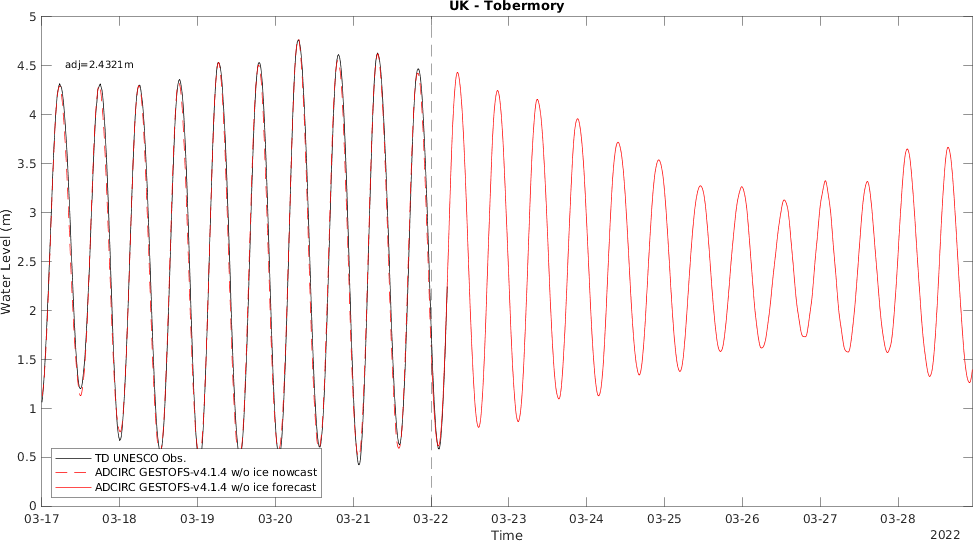 UK - Tobermory
adj=2.4321m
5
4.5
4
3.5
3
2.5
2
1.5
1
0.5
0
Water Level (m)
TD UNESCO Obs.
ADCIRC GESTOFS-v4.1.4 w/o ice nowcast
ADCIRC GESTOFS-v4.1.4 w/o ice forecast
03-17 03-18 03-19 03-20 03-21 03-22 03-23 03-24 03-25 03-26 03-27 03-28
Time
2022